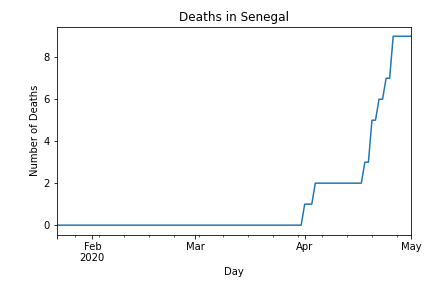 Deaths in Senegal
8
6
4
2
0
Number of Deaths
Feb
2020
Mar
Apr
May
Day